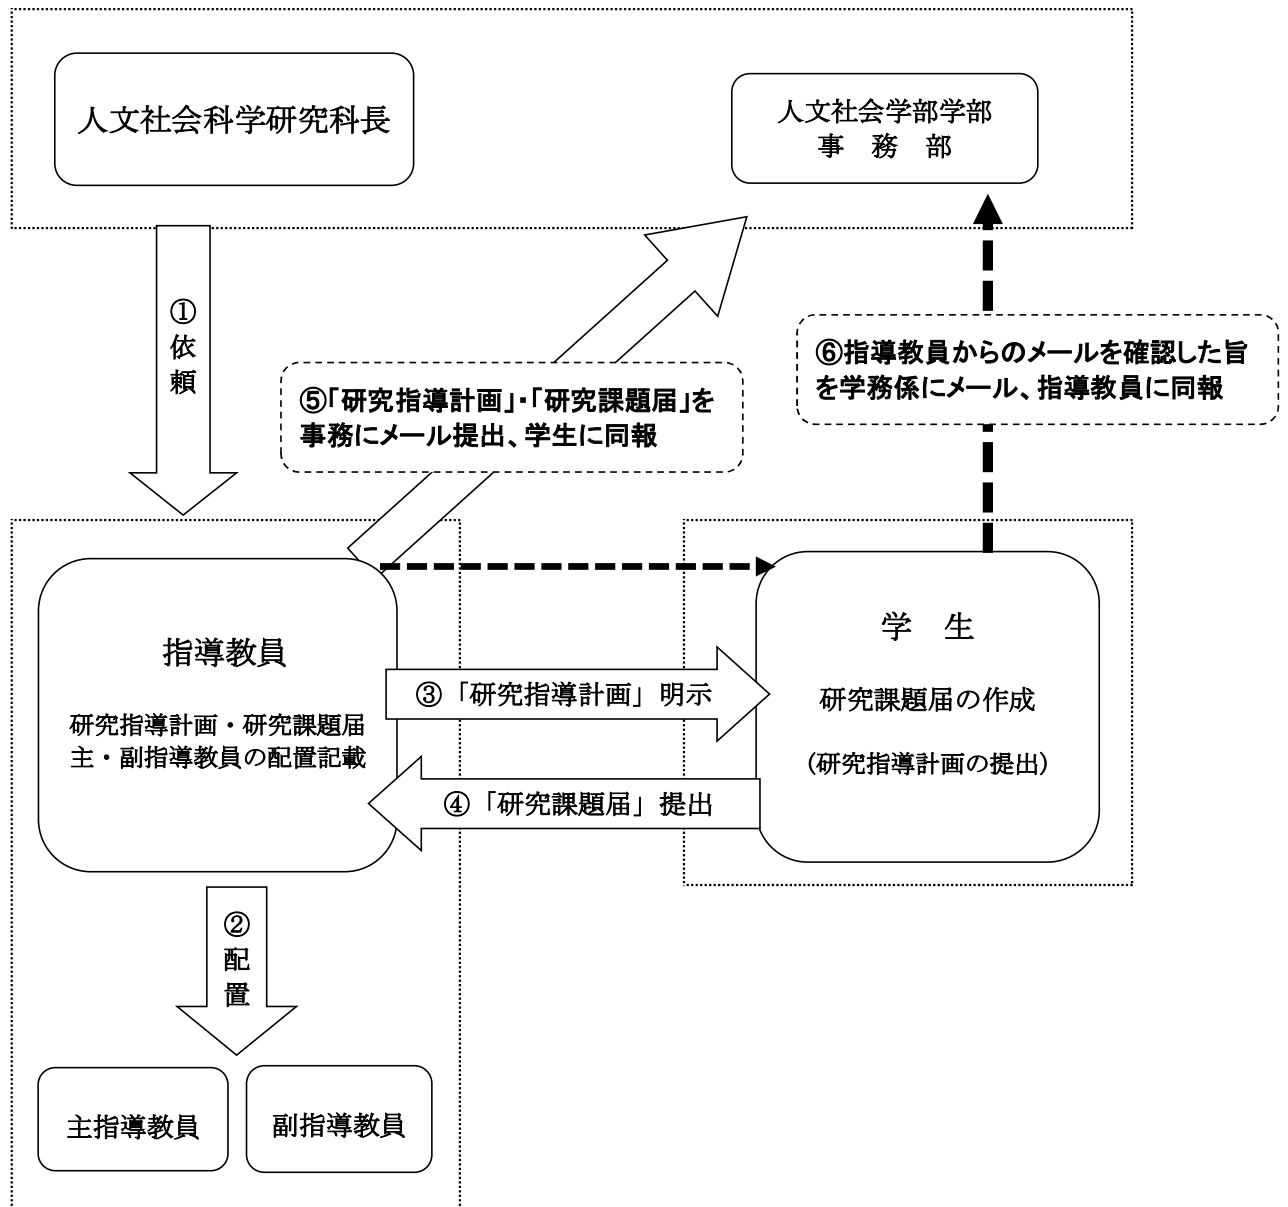 人文社会科学研究科長
人文社会学部学部
事　務　部
①
依
頼
⑤「研究指導計画」・「研究課題届」を
事務にメール提出、学生に同報
⑥指導教員からのメールを確認した旨
を学務係にメール、指導教員に同報
指導教員
研究指導計画・研究課題届
主・副指導教員の配置記載
③「研究指導計画」明示
④「研究課題届」提出
学　生
研究課題届の作成
（研究指導計画の提出）
②
配
置
主指導教員
副指導教員